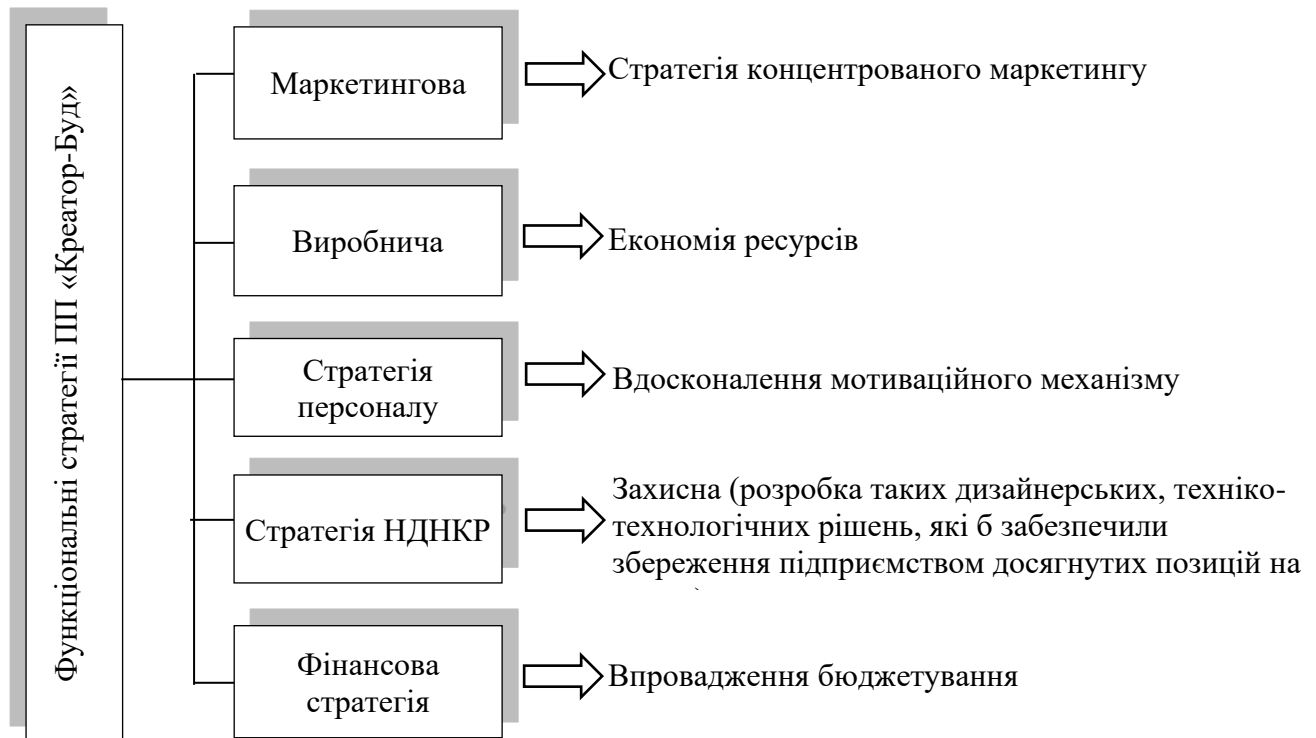 Функціональні стратегії ПП «Креатор-Буд»
Маркетингова
Стратегія концентрованого маркетингу
Виробнича
Економія ресурсів
Стратегія
персоналу
Вдосконалення мотиваційного механізму
Стратегія НДНКР
Захисна (розробка таких дизайнерських, техніко-
технологічних рішень, які б забезпечили
збереження підприємством досягнутих позицій на
Фінансова
стратегія
Впровадження бюджетування